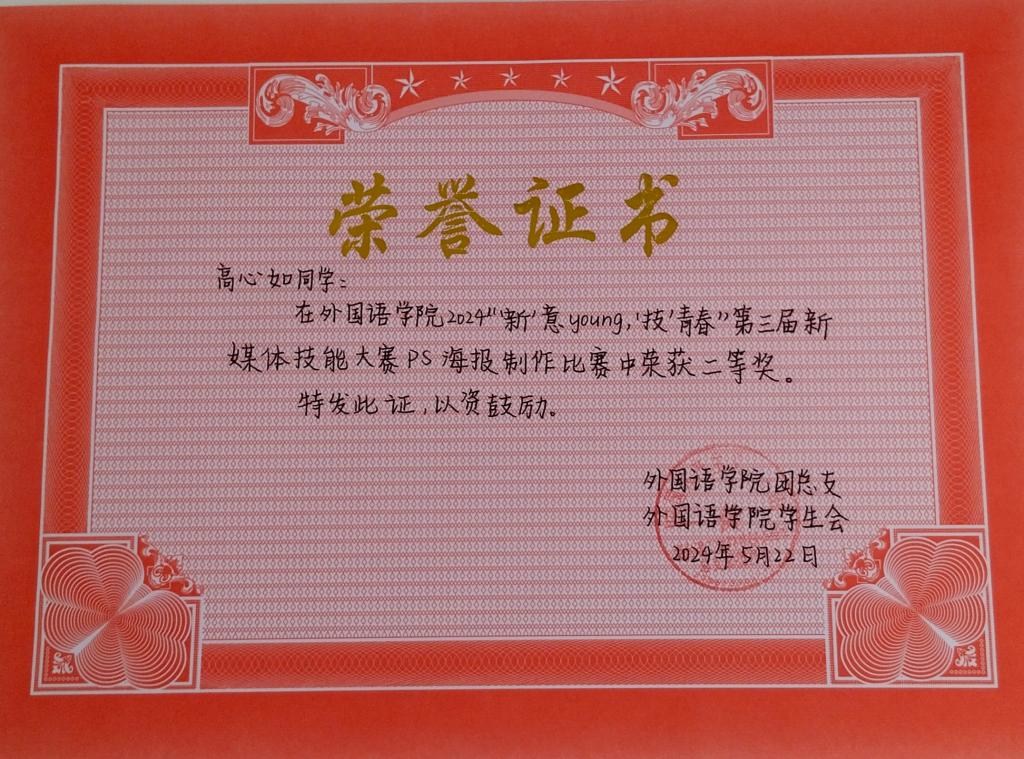 荣誉证书
高心如同学：
在外国语学院2024“‘新’意young，‘技’青春”第三届新
媒体技能大赛PS海报制作比赛中荣获二等奖。
特发此证，以资鼓励。
外国语学院团总支
外国语学院学生会
2024年5月22日